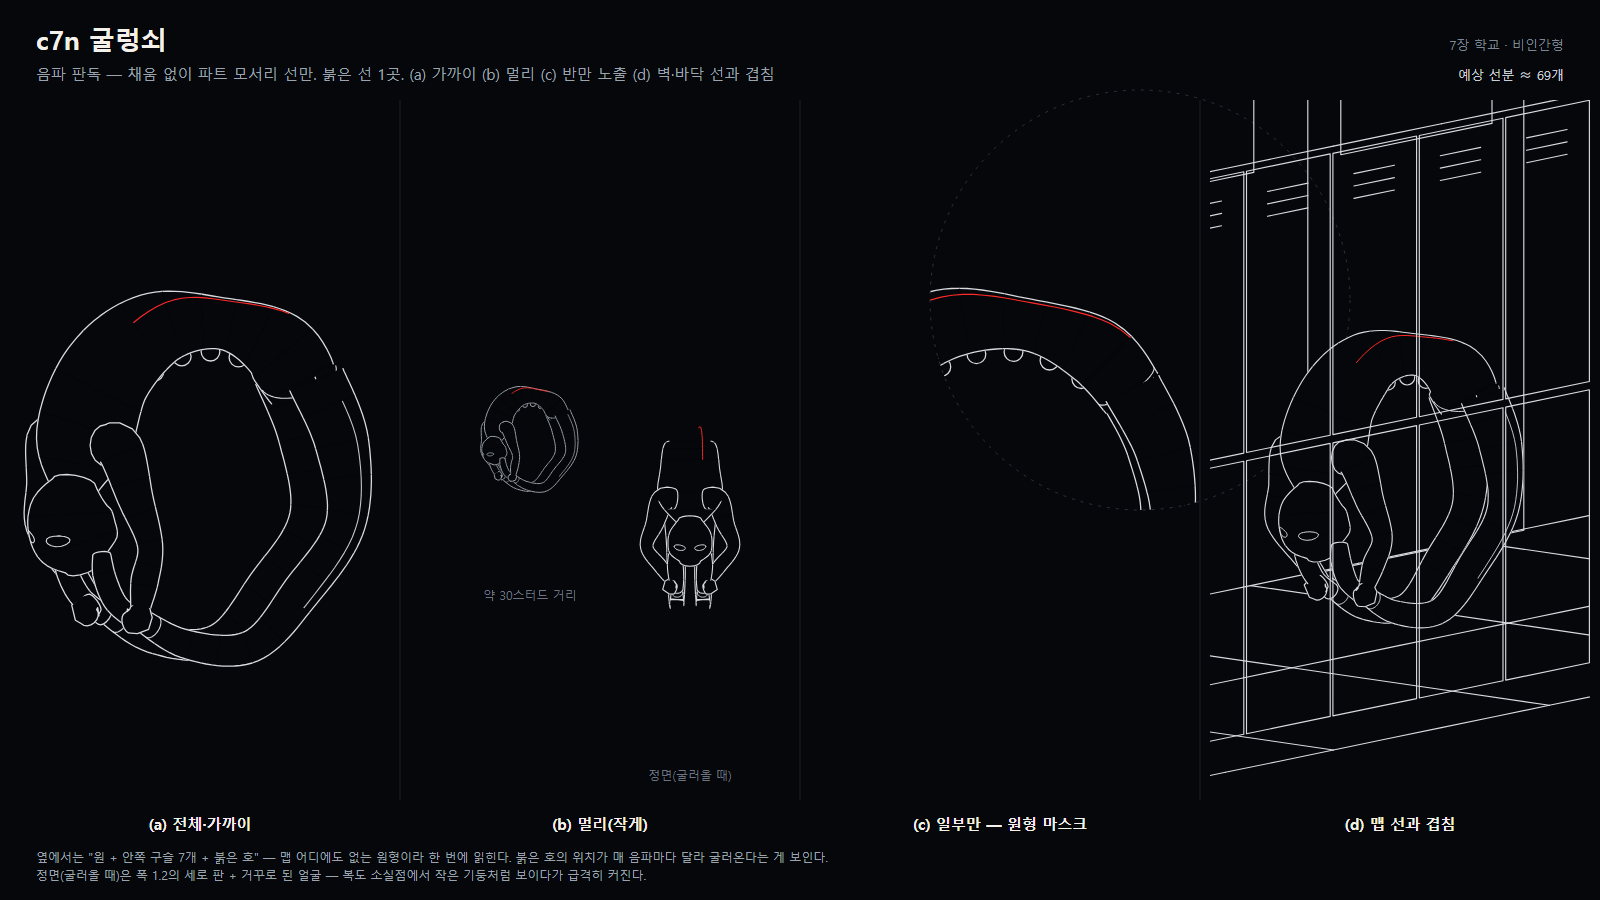 c7n 굴렁쇠
음파 판독 — 채움 없이 파트 모서리 선만. 붉은 선 1곳. (a) 가까이 (b) 멀리 (c) 반만 노출 (d) 벽·바닥 선과 겹침
7장 학교 · 비인간형
예상 선분 ≈ 69개
약 30스터드 거리
정면(굴러올 때)
(a) 전체·가까이
(b) 멀리(작게)
(c) 일부만 — 원형 마스크
(d) 맵 선과 겹침
옆에서는 "원 + 안쪽 구슬 7개 + 붉은 호" — 맵 어디에도 없는 원형이라 한 번에 읽힌다. 붉은 호의 위치가 매 음파마다 달라 굴러온다는 게 보인다.
정면(굴러올 때)은 폭 1.2의 세로 판 + 거꾸로 된 얼굴 — 복도 소실점에서 작은 기둥처럼 보이다가 급격히 커진다.